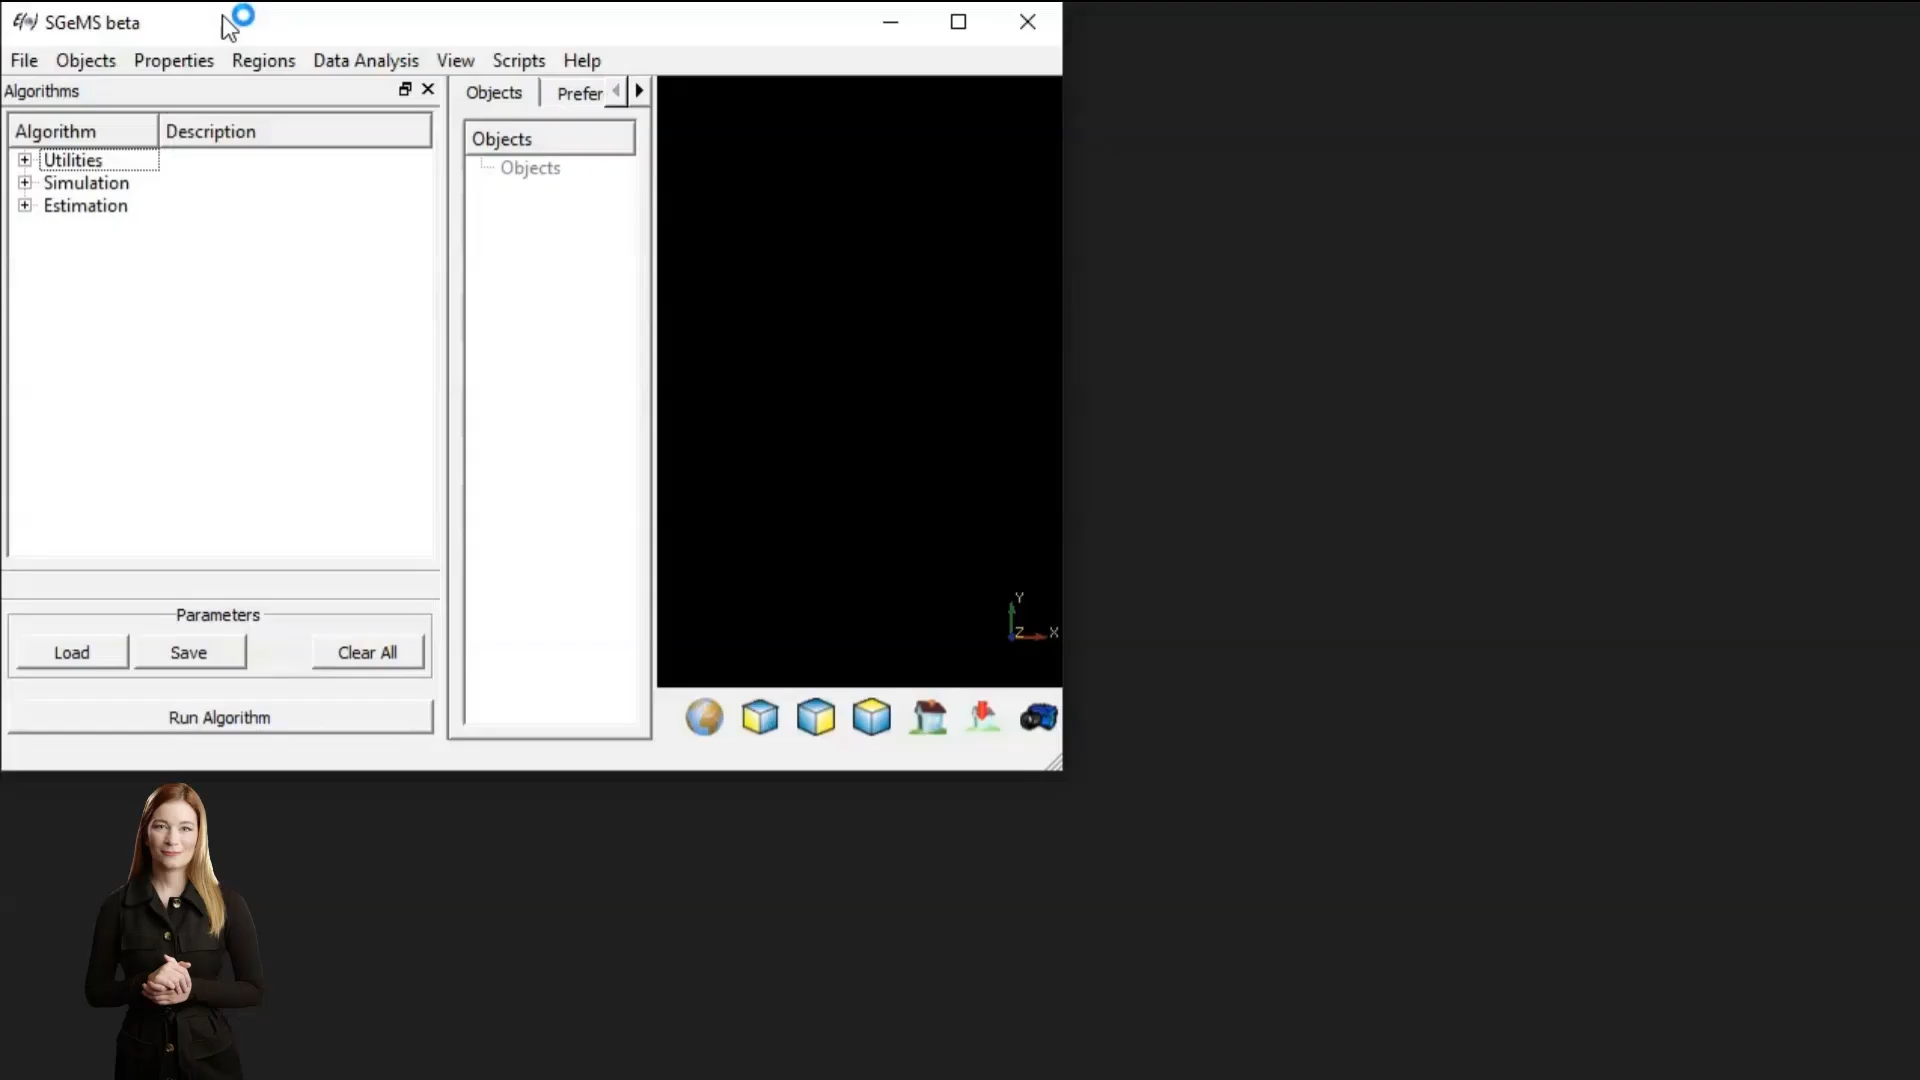 SGeMS beta
File Objects Properties Regions Data Analysis View Scripts Help
Algorithms
Objects Prefer
Algorithm Description
Objects
Utilities
Objects
Simulation
Estimation
Parameters
Load Save Clear All
Run Algorithm
Y
Z X